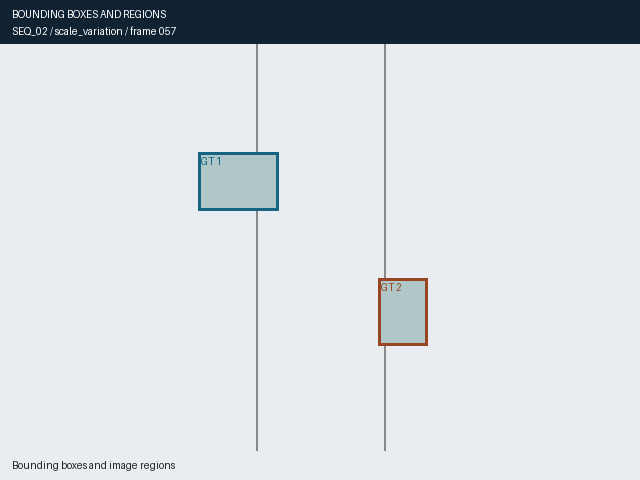 BOUNDING BOXES AND REGIONS
SEQ_02 / scale_variation / frame 057
GT1
GT2
Bounding boxes and image regions